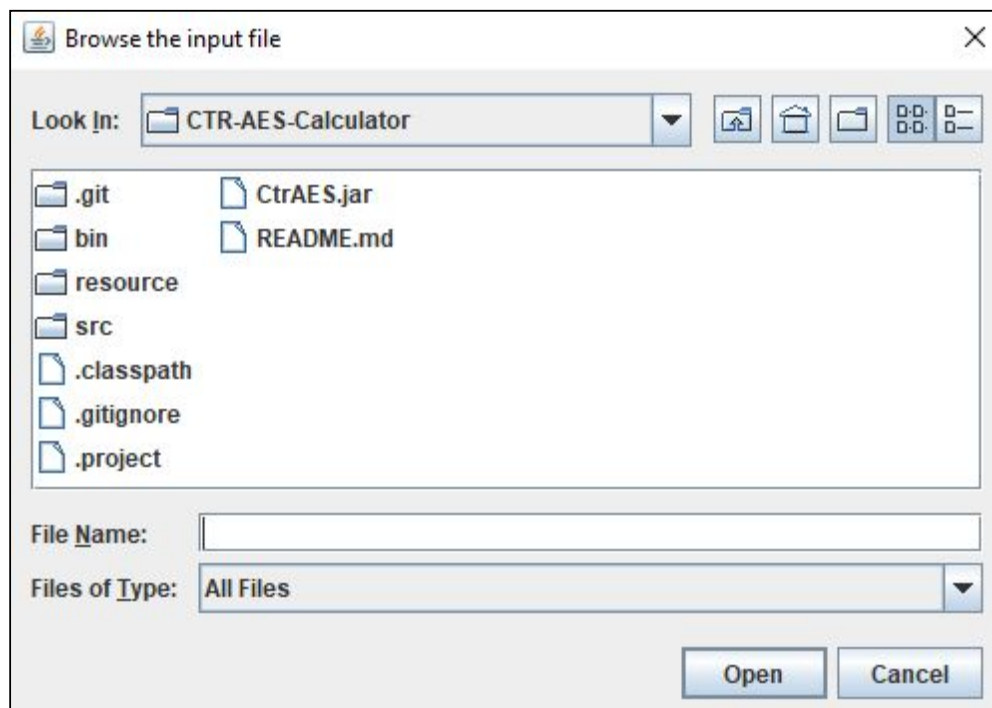 Browse the input file
Look In: CTR-AES-Calculator
.git CtrAES.jar
bin README.md
resource
src
.classpath
.gitignore
.project
File Name:
Files of Type: All Files
Open Cancel